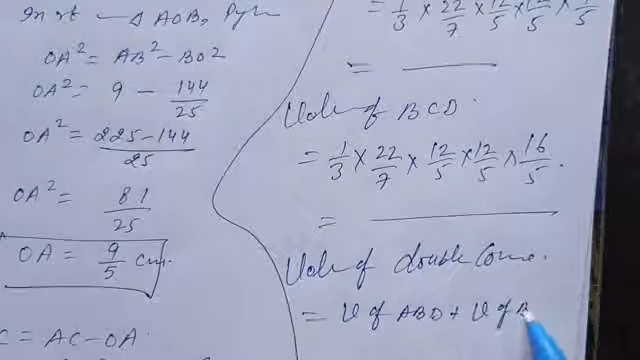 In rt △ AOB,
OA² = AB² - BO²
OA² = 9 - 144/25
OA² = 225-144/25
OA² = 81/25
OA = 9/5 cm.
= AC - OA.
= 1/3 × 22/7 × 12/5 × 12/5 × /5
=
Vol of BCD.
= 1/3 × 22/7 × 12/5 × 12/5 × 16/5.
=
Vol of double Cone.
= V of ABD + V of B